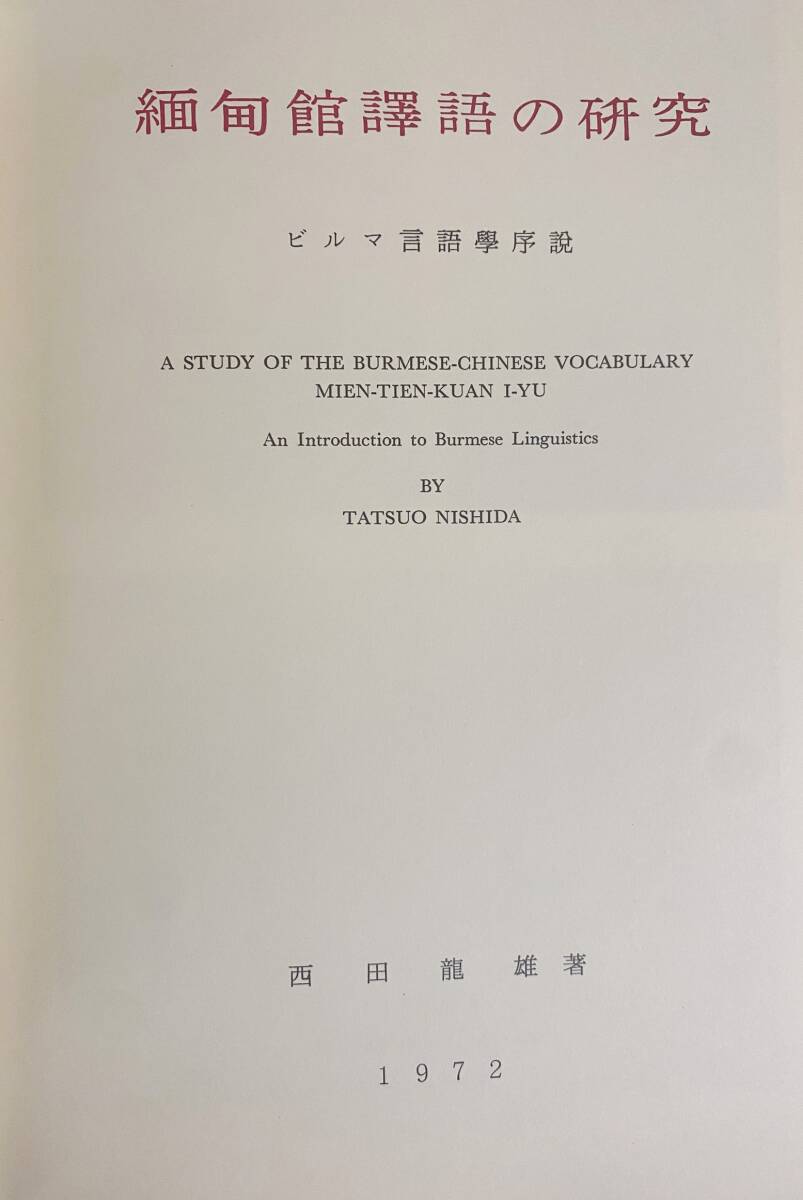 緬甸館譯語の硏究
ビルマ言語學序說
A STUDY OF THE BURMESE-CHINESE VOCABULARY
MIEN-TIEN-KUAN I-YU
An Introduction to Burmese Linguistics
BY
TATSUO NISHIDA
西田龍雄著
1972